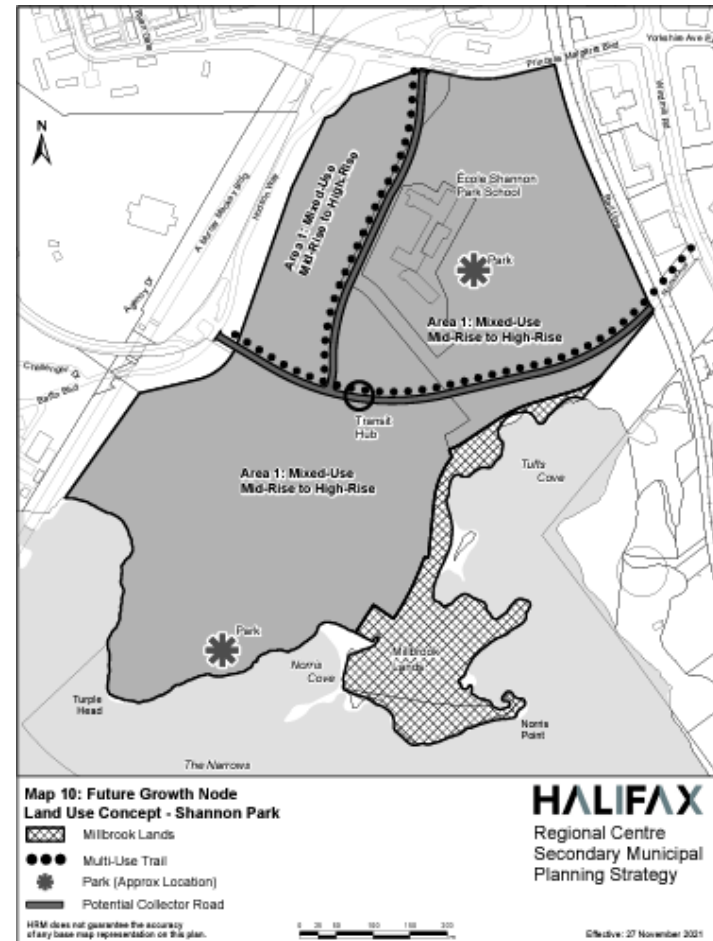 Princess Margaret Blvd
Yorkshire Ave E
Windmill Rd
N
A Murray Mackay Bdg
Area 1: Mixed-Use
Mid-Rise to High-Rise
École Shannon
Park School
Park
Area 1: Mixed-Use
Mid-Rise to High-Rise
Baffin Blvd
Transit
Hub
Area 1: Mixed-Use
Mid-Rise to High-Rise
Tufts
Cove
Park
Norris
Cove
Millbrook
Lands
Turple
Head
Norris
Point
The Narrows
Map 10: Future Growth Node
Land Use Concept - Shannon Park
Millbrook Lands
Multi-Use Trail
Park (Approx Location)
Potential Collector Road
HRM does not guarantee the accuracy
of any base map representation on this plan.
HALIFAX
Regional Centre
Secondary Municipal
Planning Strategy
Effective: 27 November 2021